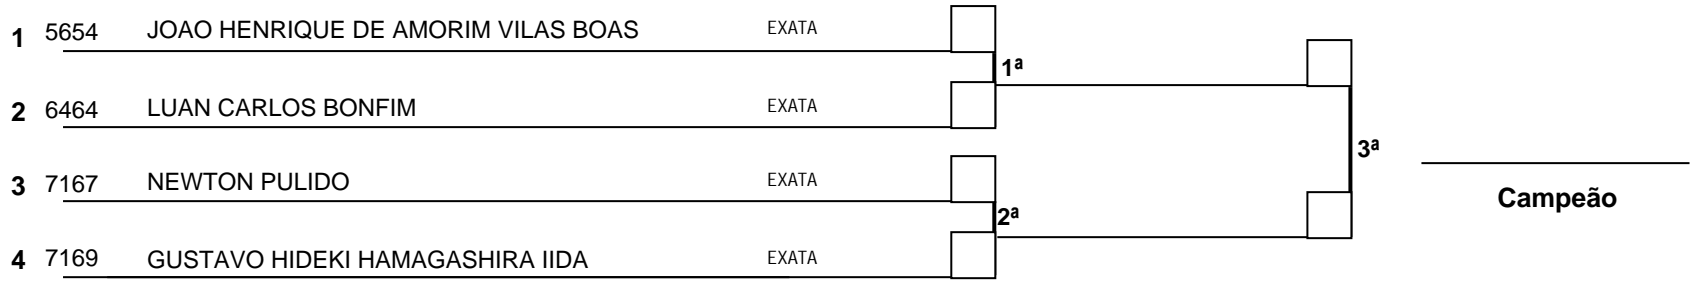 1 5654 JOAO HENRIQUE DE AMORIM VILAS BOAS EXATA
1ª
2 6464 LUAN CARLOS BONFIM EXATA
3ª
3 7167 NEWTON PULIDO EXATA
Campeão
2ª
4 7169 GUSTAVO HIDEKI HAMAGASHIRA IIDA EXATA